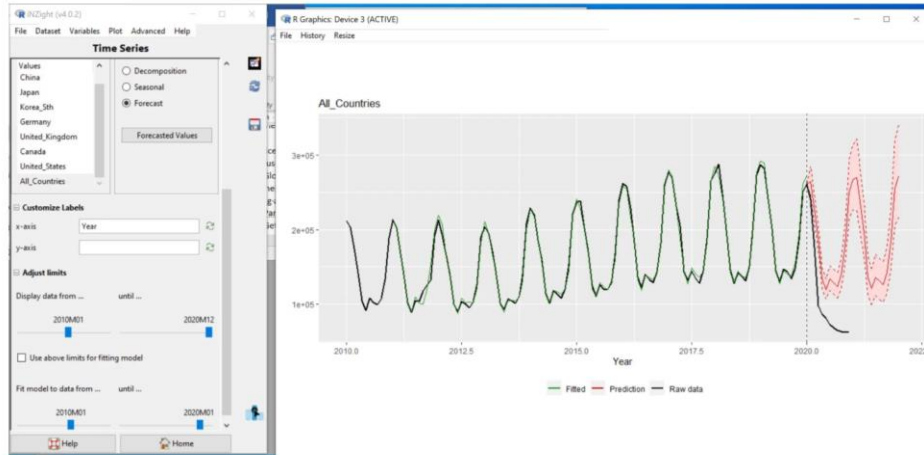 iNZight (v4.0.2)
File Dataset Variables Plot Advanced Help
Time Series
Values
China
Japan
Korea_Sth
Germany
United_Kingdom
Canada
United_States
All_Countries
Decomposition
Seasonal
Forecast
Forecasted Values
Customize Labels
x-axis
Year
y-axis
Adjust limits
Display data from ... until ...
2010M01 2020M12
Use above limits for fitting model
Fit model to data from ... until ...
2010M01 2020M01
Help
Home
R Graphics: Device 3 (ACTIVE)
File History Resize
All_Countries
3e+05
2e+05
1e+05
2010.0 2012.5 2015.0 2017.5 2020.0
Year
Fitted Prediction Raw data